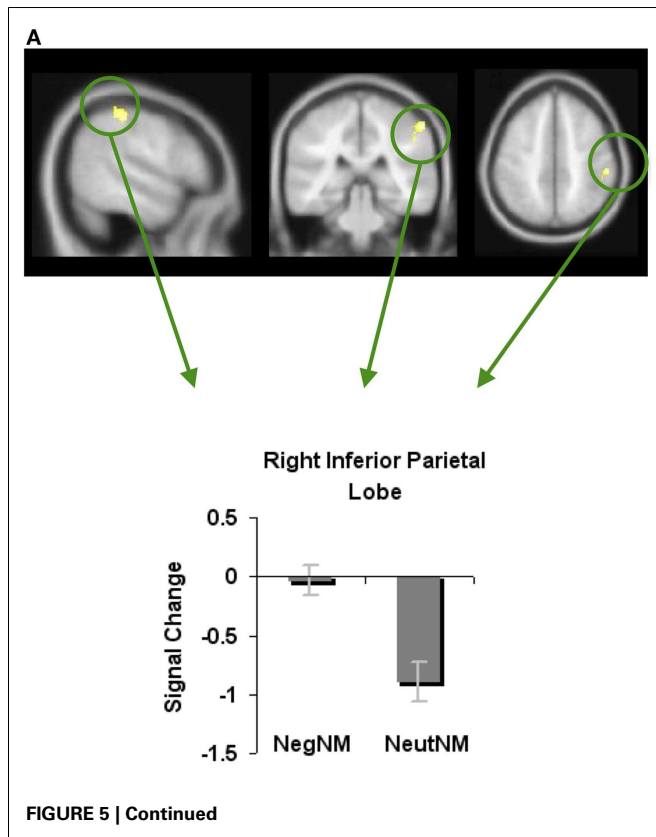 A
Right Inferior Parietal
Lobe
0.5
0
-0.5
-1
-1.5
Signal Change
NegNM NeutNM
FIGURE 5 | Continued